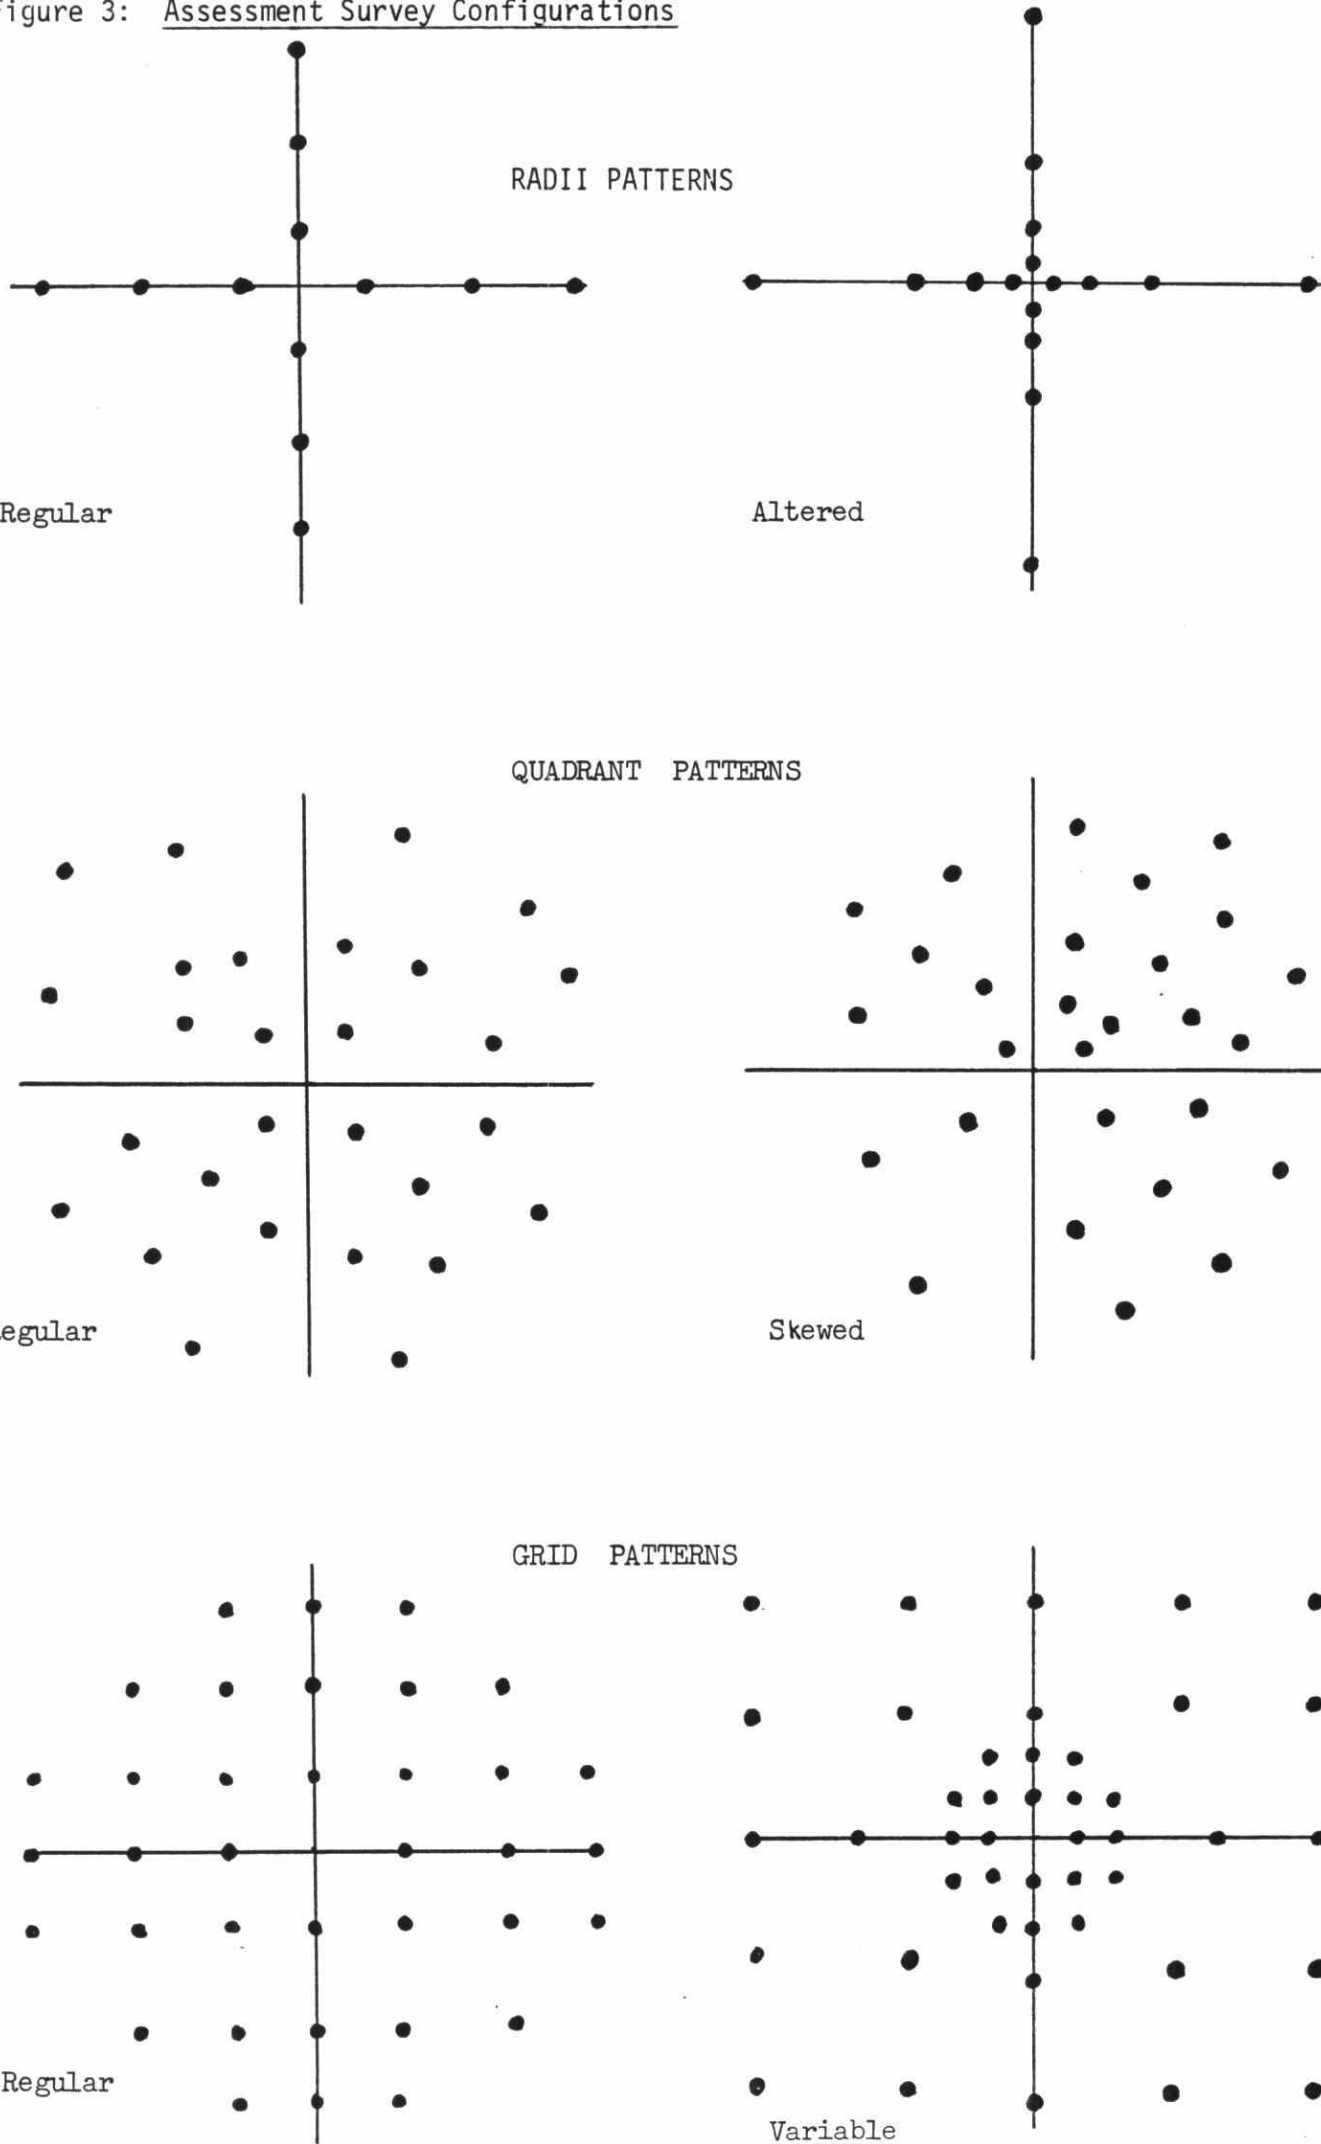 igure 3: Assessment Survey Configurations
RADII PATTERNS
Regular
Altered
QUADRANT PATTERNS
egular
Skewed
GRID PATTERNS
Regular
Variable